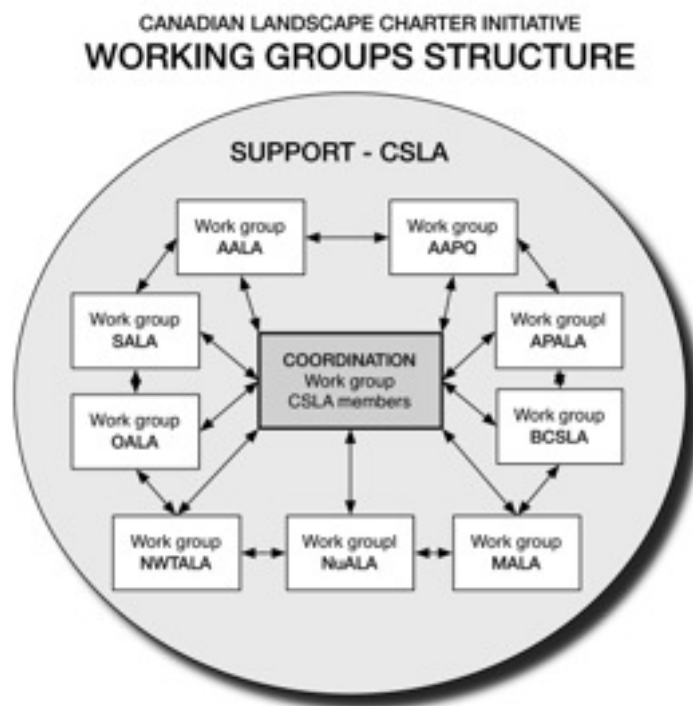 CANADIAN LANDSCAPE CHARTER INITIATIVE
WORKING GROUPS STRUCTURE
SUPPORT - CSLA
Work group
AALA
Work group
AAPQ
Work group
SALA
Work groupl
APALA
COORDINATION
Work group
CSLA members
Work group
OALA
Work group
BCSLA
Work group
NWTALA
Work groupl
NuALA
Work group
MALA